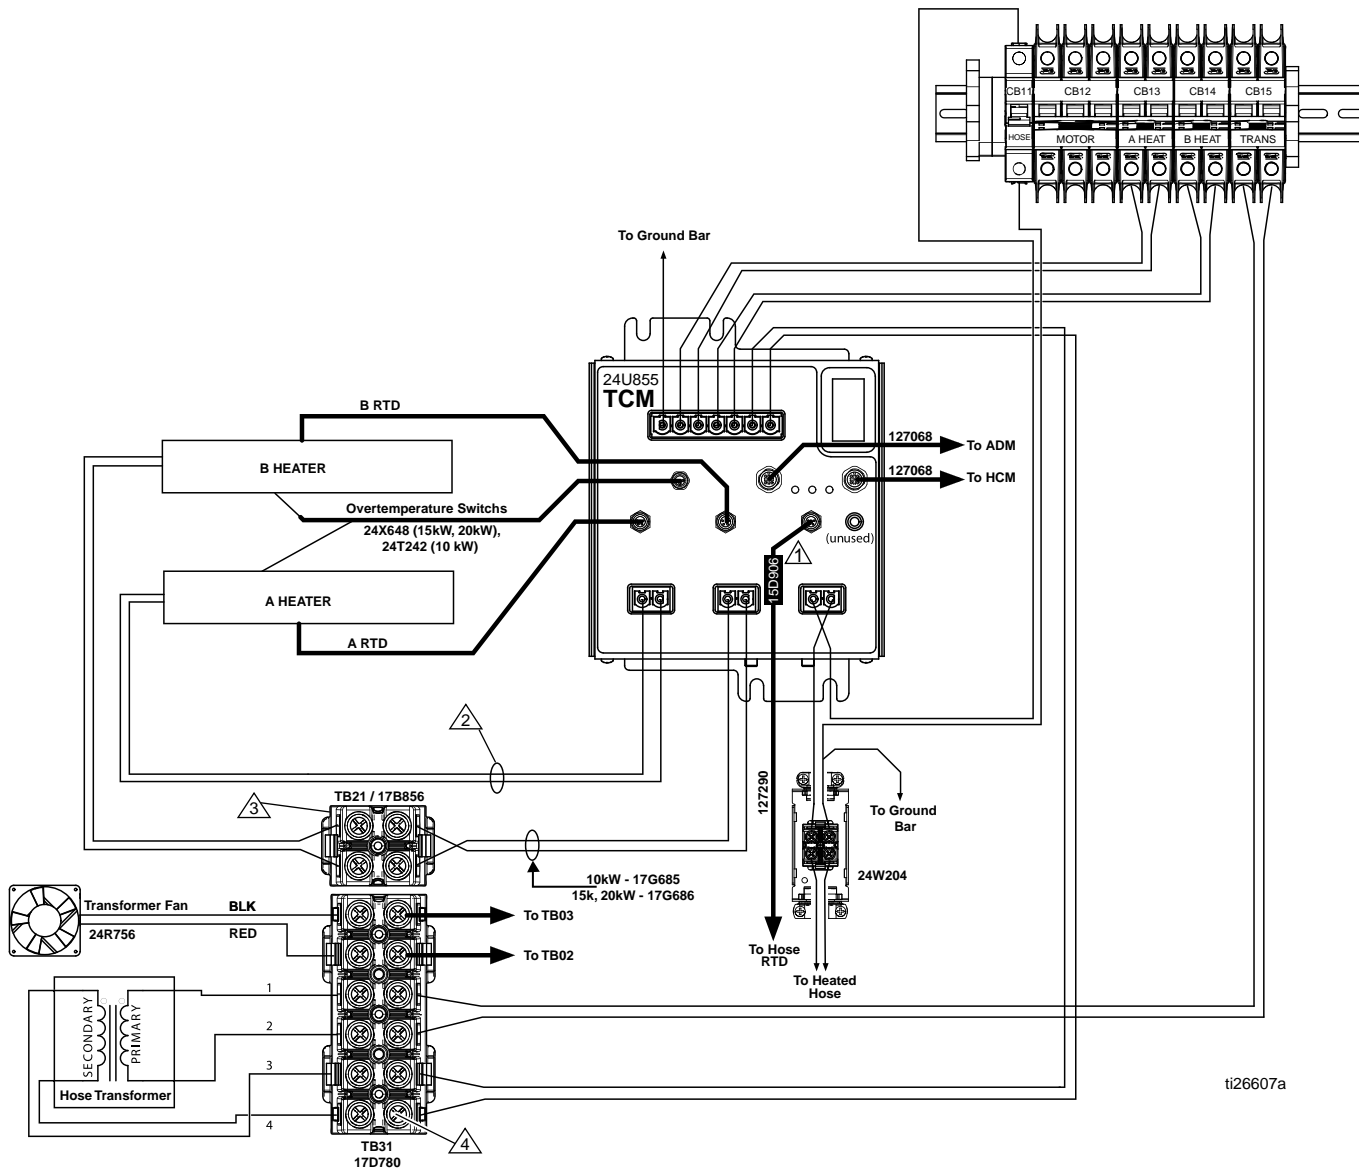 CB11
CB12
CB13
CB14
CB15
HOSE
MOTOR
A HEAT
B HEAT
TRANS
To Ground Bar
24U855
TCM
B RTD
127068
To ADM
B HEATER
127068
To HCM
Overtemperature Switchs
24X648 (15kW, 20kW),
24T242 (10 kW)
(unused)
1
15D906
A HEATER
A RTD
2
127290
TB21 / 17B856
3
To Ground
Bar
10kW - 17G685
15k, 20kW - 17G686
24W204
Transformer Fan
BLK
To TB03
24R756
RED
To TB02
To Hose
RTD
To Heated
Hose
1
SECONDARY
PRIMARY
2
3
Hose Transformer
4
4
TB31
17D780
ti26607a